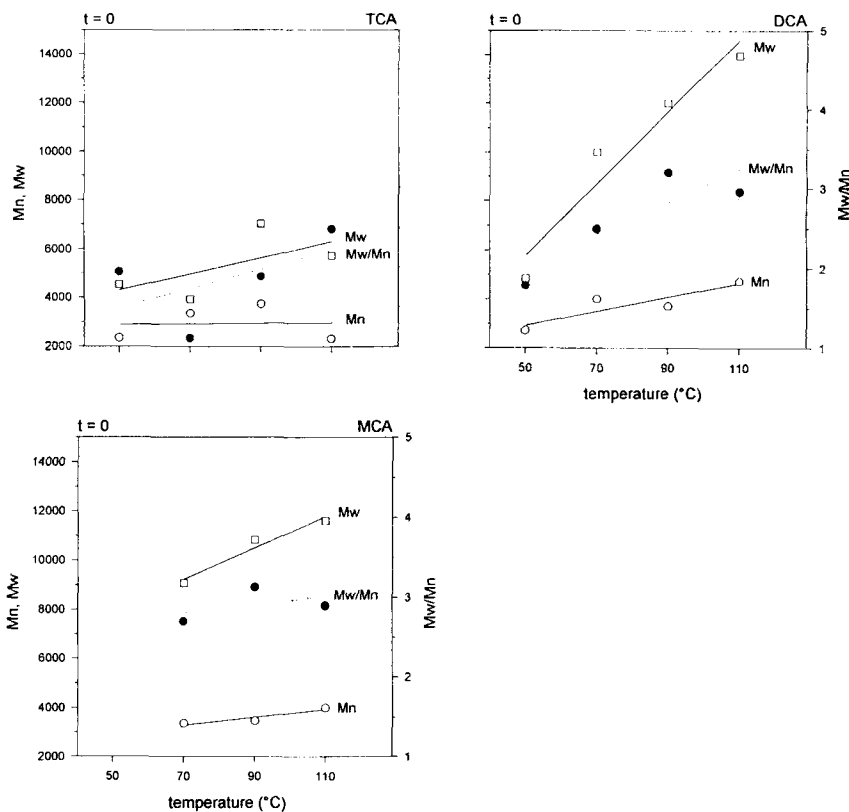 t = 0 TCA
14000
12000
10000
8000
6000
4000
2000
Mn, Mw
Mw
Mw/Mn
Mn
t = 0 DCA
5
4
3
2
1
Mw/Mn
Mw
Mw/Mn
Mn
50 70 90 110
temperature (°C)
t = 0 MCA
14000
12000
10000
8000
6000
4000
2000
Mn, Mw
Mw
Mw/Mn
Mn
5
4
3
2
1
Mw/Mn
50 70 90 110
temperature (°C)